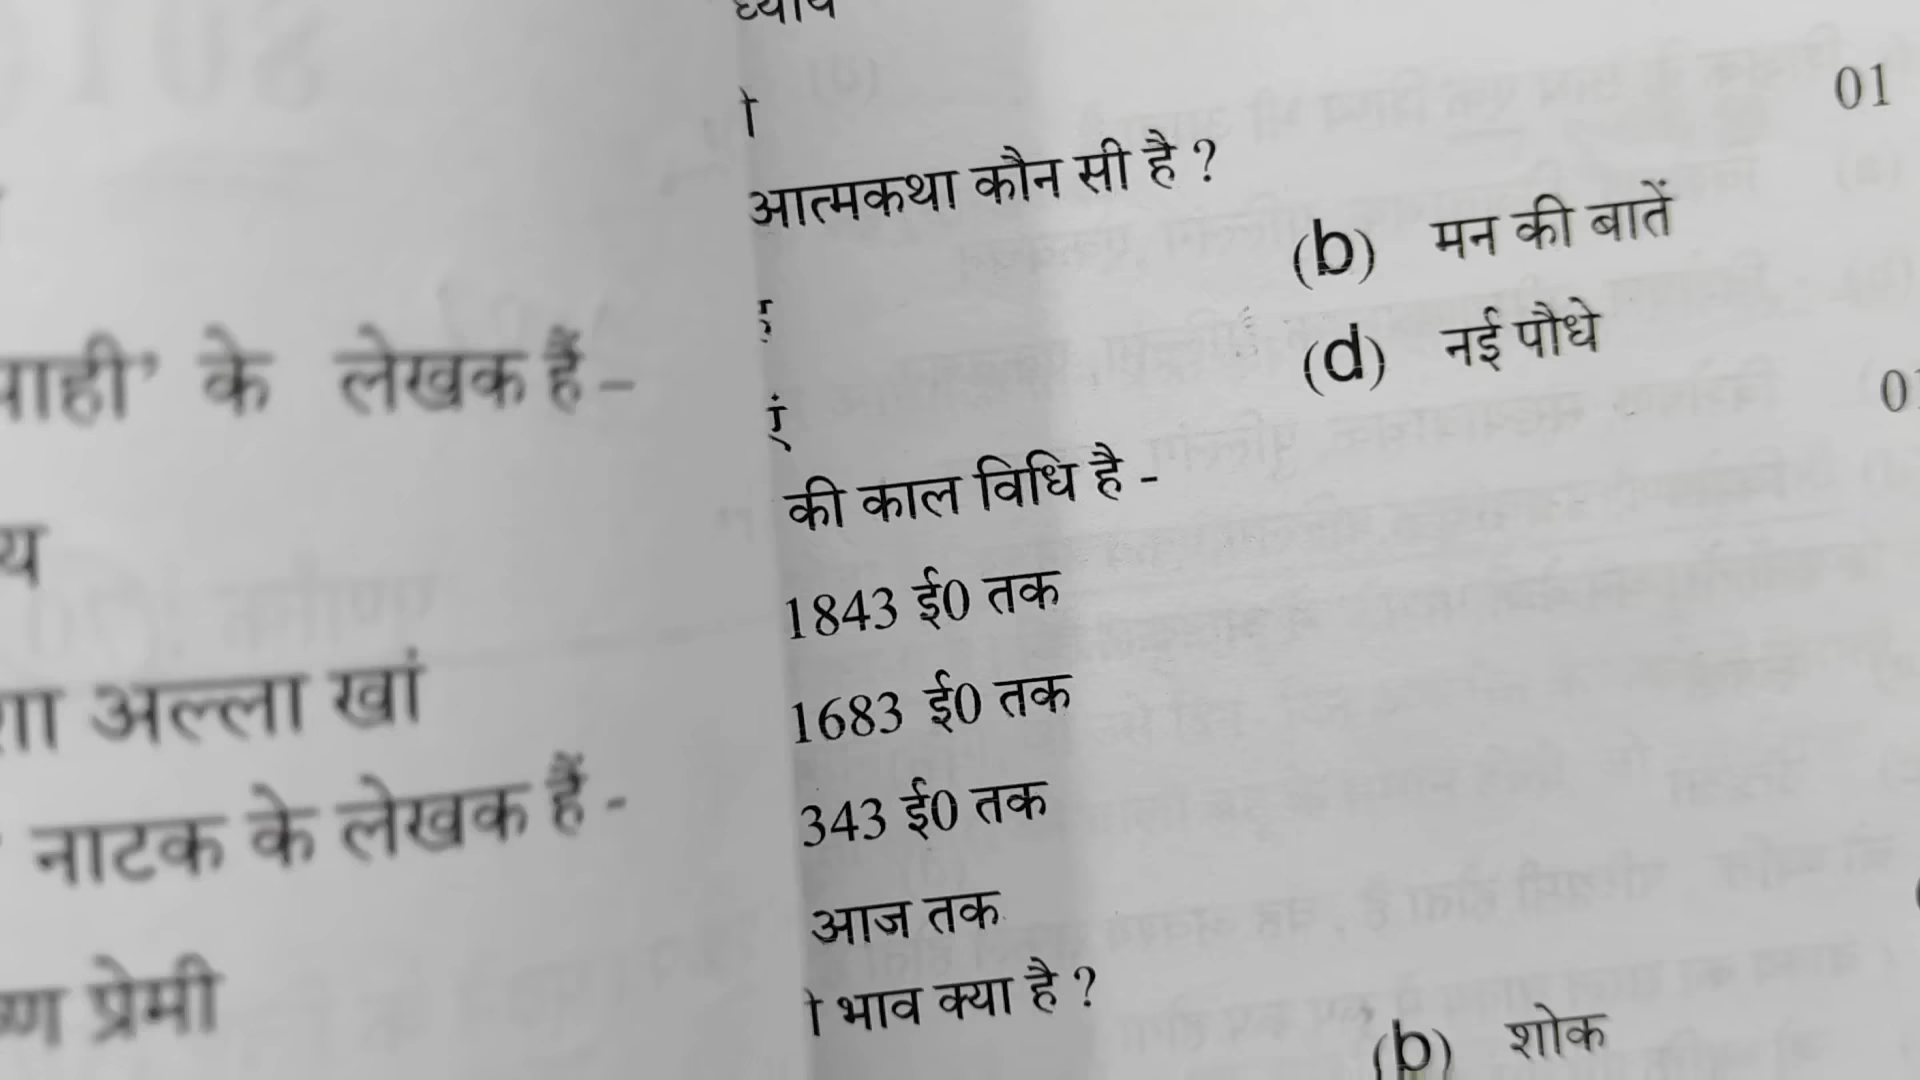 के लेखक हैं –
अल्ला खां
नाटक के लेखक हैं -
प्रेमी
01
आत्मकथा कौन सी है ?
(b) मन की बातें
(d) नई पौधे
की काल विधि है -
1843 ई0 तक
1683 ई0 तक
343 ई0 तक
आज तक
भाव क्या है ?
(b) शोक